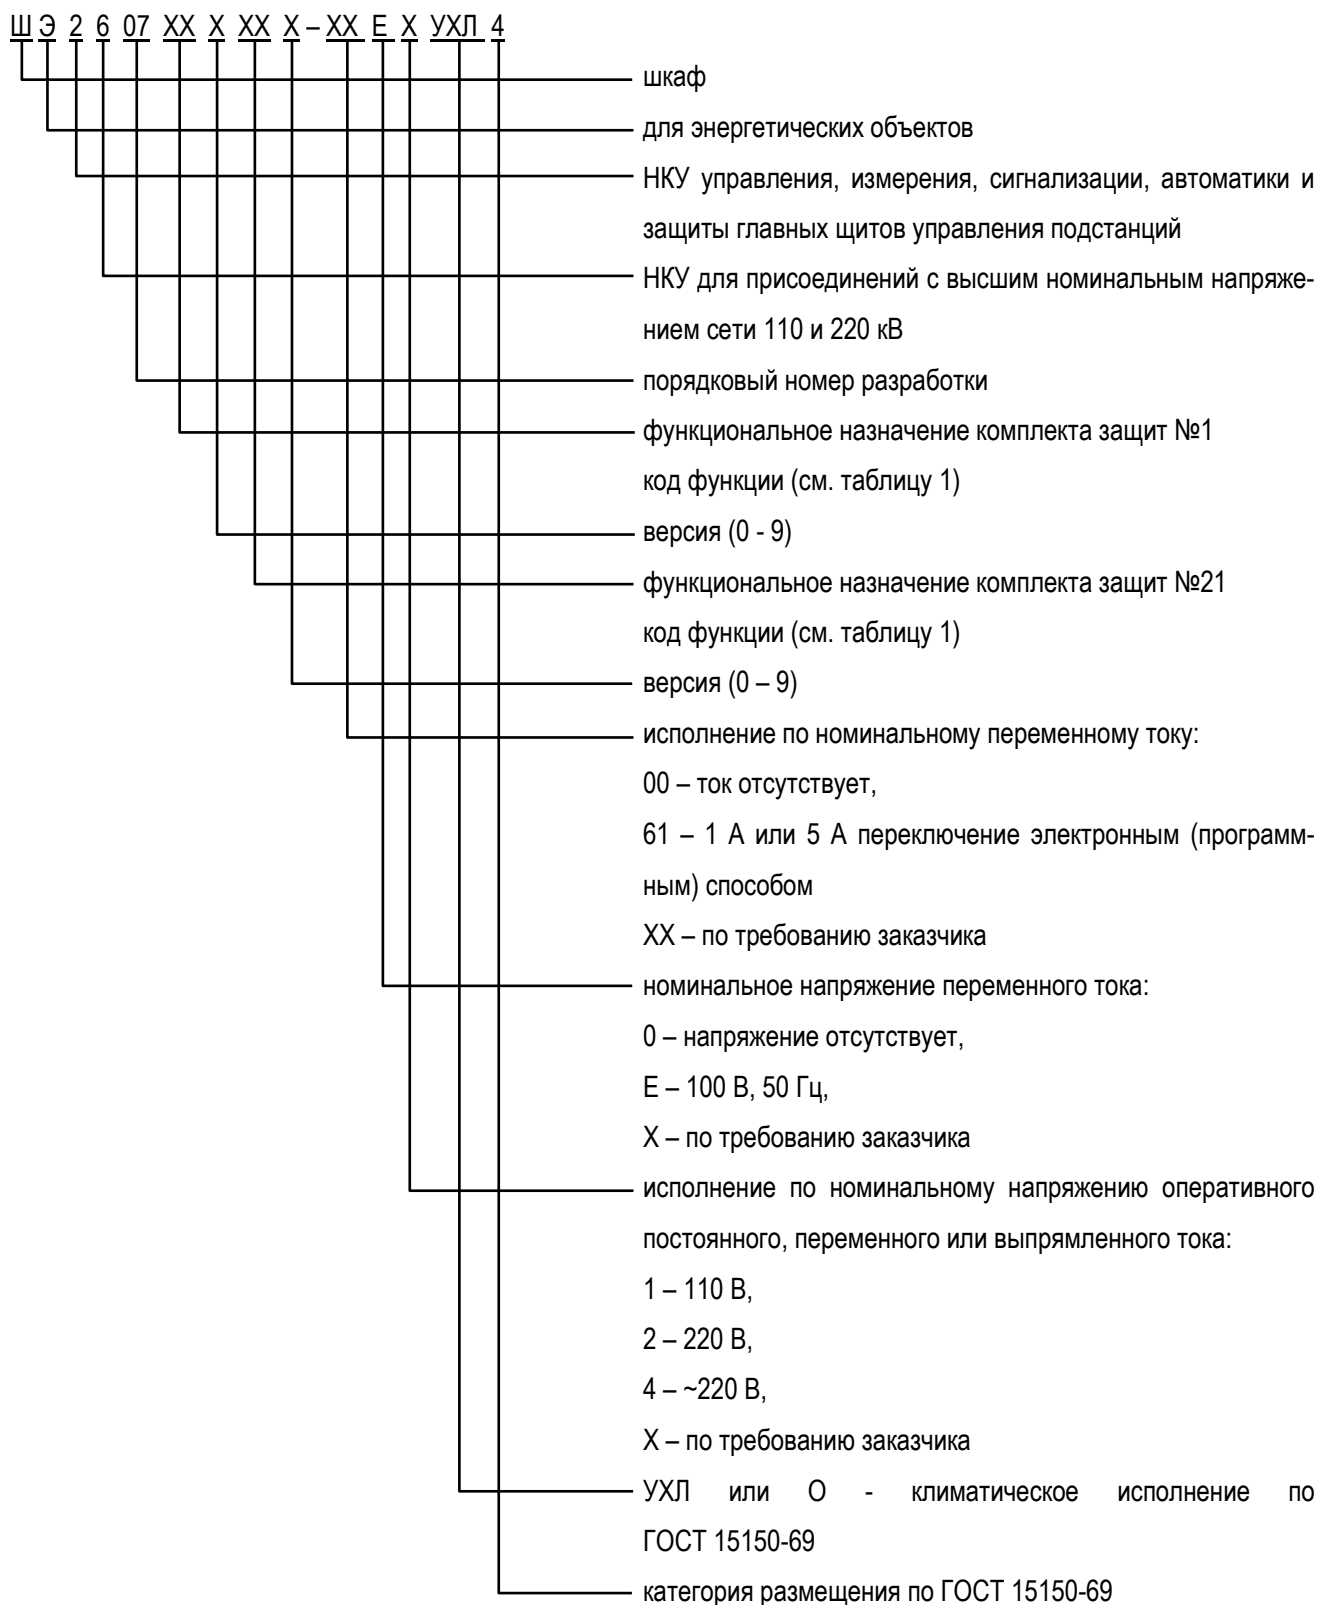 ШЭ2607 ХХ Х ХХ Х – ХХ Е Х УХЛ 4
шкаф
для энергетических объектов
НКУ управления, измерения, сигнализации, автоматики и
защиты главных щитов управления подстанций
НКУ для присоединений с высшим номинальным напряже-
нием сети 110 и 220 кВ
порядковый номер разработки
функциональное назначение комплекта защит №1
код функции (см. таблицу 1)
версия (0 - 9)
функциональное назначение комплекта защит №21
код функции (см. таблицу 1)
версия (0 – 9)
исполнение по номинальному переменному току:
00 – ток отсутствует,
61 – 1 А или 5 А переключение электронным (программ-
ным) способом
ХХ – по требованию заказчика
номинальное напряжение переменного тока:
0 – напряжение отсутствует,
Е – 100 В, 50 Гц,
Х – по требованию заказчика
исполнение по номинальному напряжению оперативного
постоянного, переменного или выпрямленного тока:
1 – 110 В,
2 – 220 В,
4 – ~220 В,
Х – по требованию заказчика
УХЛ или О - климатическое исполнение по
ГОСТ 15150-69
категория размещения по ГОСТ 15150-69